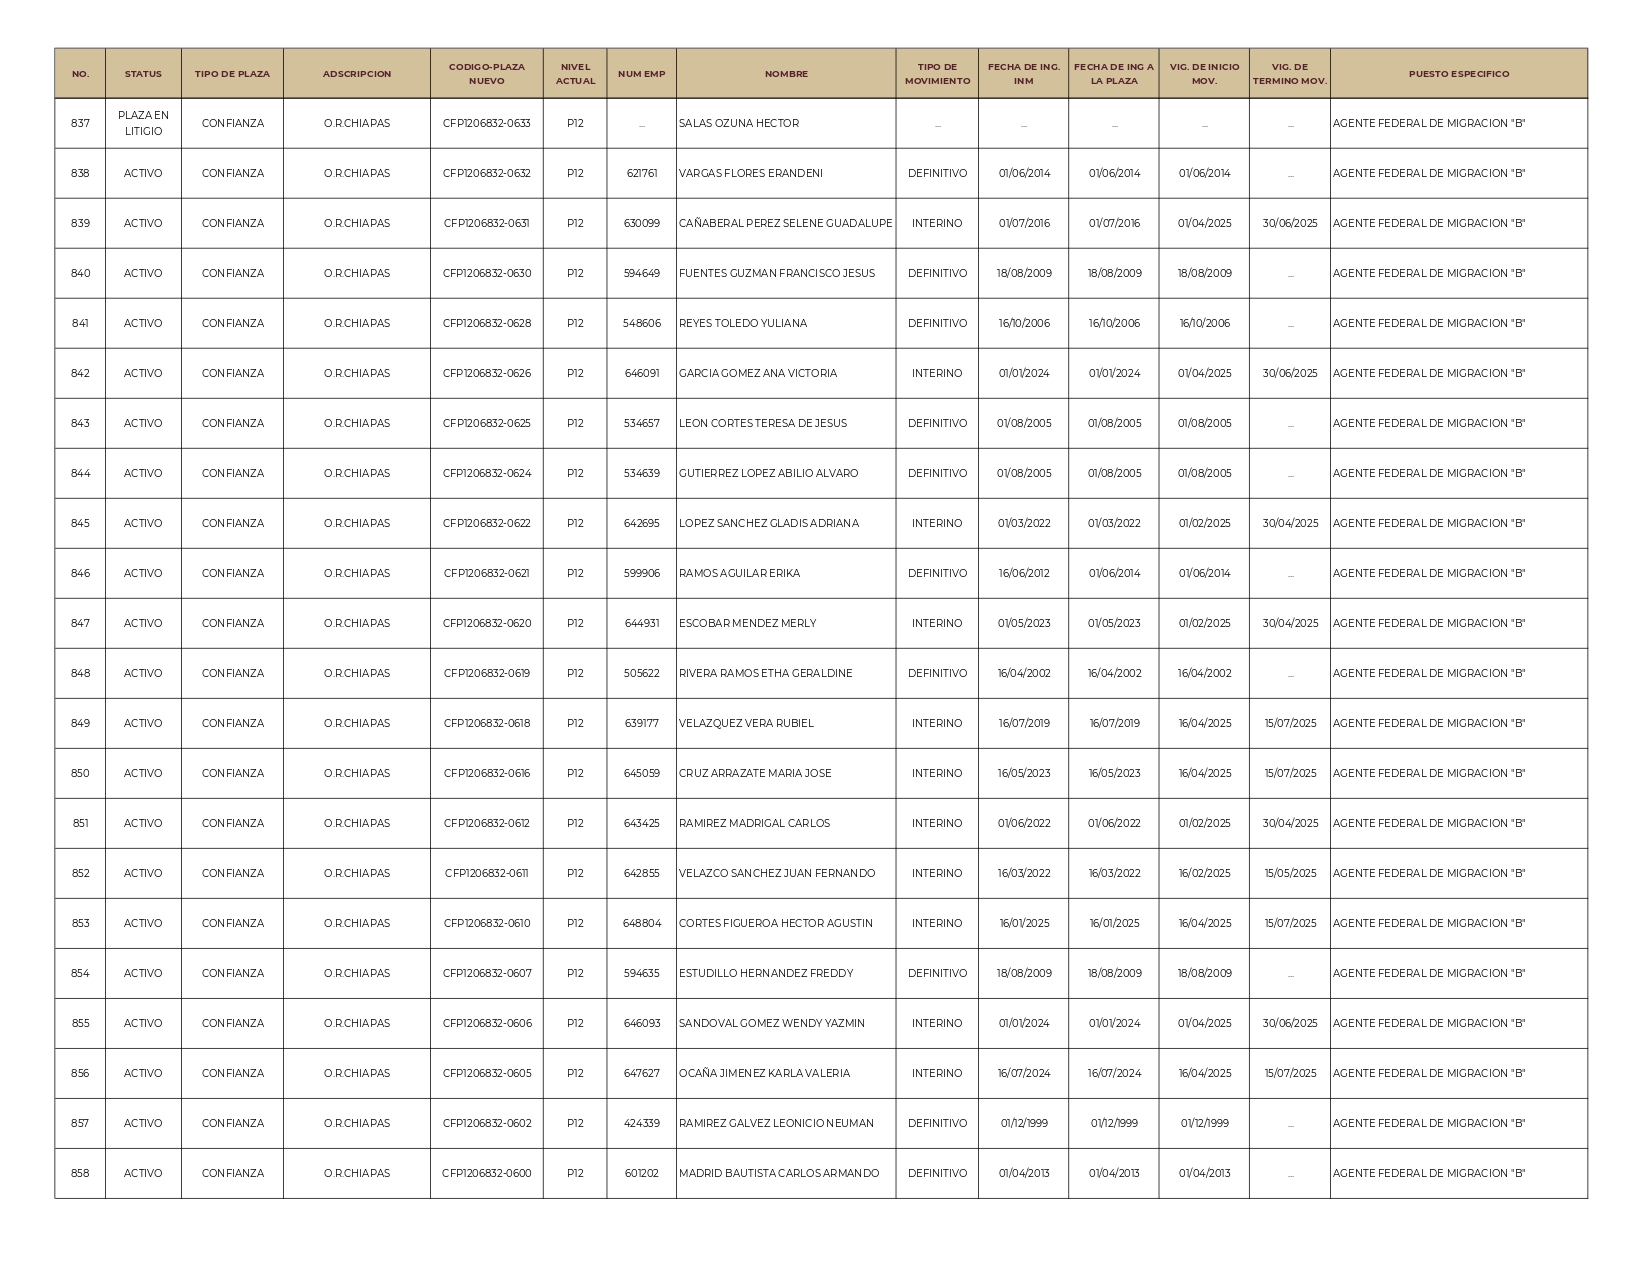 NO. STATUS TIPO DE PLAZA ADSCRIPCION CODIGO-PLAZA NUEVO NIVEL ACTUAL NUM EMP NOMBRE TIPO DE MOVIMIENTO FECHA DE ING. INM FECHA DE ING A LA PLAZA VIG. DE INICIO MOV. VIG. DE TERMINO MOV. PUESTO ESPECIFICO
837 PLAZA EN LITIGIO CONFIANZA O.R.CHIAPAS CFP1206832-0633 P12 ... SALAS OZUNA HECTOR ... ... ... ... ... AGENTE FEDERAL DE MIGRACION "B"
838 ACTIVO CONFIANZA O.R.CHIAPAS CFP1206832-0632 P12 621761 VARGAS FLORES ERANDENI DEFINITIVO 01/06/2014 01/06/2014 01/06/2014 ... AGENTE FEDERAL DE MIGRACION "B"
839 ACTIVO CONFIANZA O.R.CHIAPAS CFP1206832-0631 P12 630099 CAÑABERAL PEREZ SELENE GUADALUPE INTERINO 01/07/2016 01/07/2016 01/04/2025 30/06/2025 AGENTE FEDERAL DE MIGRACION "B"
840 ACTIVO CONFIANZA O.R.CHIAPAS CFP1206832-0630 P12 594649 FUENTES GUZMAN FRANCISCO JESUS DEFINITIVO 18/08/2009 18/08/2009 18/08/2009 ... AGENTE FEDERAL DE MIGRACION "B"
841 ACTIVO CONFIANZA O.R.CHIAPAS CFP1206832-0628 P12 548606 REYES TOLEDO YULIANA DEFINITIVO 16/10/2006 16/10/2006 16/10/2006 ... AGENTE FEDERAL DE MIGRACION "B"
842 ACTIVO CONFIANZA O.R.CHIAPAS CFP1206832-0626 P12 646091 GARCIA GOMEZ ANA VICTORIA INTERINO 01/01/2024 01/01/2024 01/04/2025 30/06/2025 AGENTE FEDERAL DE MIGRACION "B"
843 ACTIVO CONFIANZA O.R.CHIAPAS CFP1206832-0625 P12 534657 LEON CORTES TERESA DE JESUS DEFINITIVO 01/08/2005 01/08/2005 01/08/2005 ... AGENTE FEDERAL DE MIGRACION "B"
844 ACTIVO CONFIANZA O.R.CHIAPAS CFP1206832-0624 P12 534639 GUTIERREZ LOPEZ ABILIO ALVARO DEFINITIVO 01/08/2005 01/08/2005 01/08/2005 ... AGENTE FEDERAL DE MIGRACION "B"
845 ACTIVO CONFIANZA O.R.CHIAPAS CFP1206832-0622 P12 642695 LOPEZ SANCHEZ GLADIS ADRIANA INTERINO 01/03/2022 01/03/2022 01/02/2025 30/04/2025 AGENTE FEDERAL DE MIGRACION "B"
846 ACTIVO CONFIANZA O.R.CHIAPAS CFP1206832-0621 P12 599906 RAMOS AGUILAR ERIKA DEFINITIVO 16/06/2012 01/06/2014 01/06/2014 ... AGENTE FEDERAL DE MIGRACION "B"
847 ACTIVO CONFIANZA O.R.CHIAPAS CFP1206832-0620 P12 644931 ESCOBAR MENDEZ MERLY INTERINO 01/05/2023 01/05/2023 01/02/2025 30/04/2025 AGENTE FEDERAL DE MIGRACION "B"
848 ACTIVO CONFIANZA O.R.CHIAPAS CFP1206832-0619 P12 505622 RIVERA RAMOS ETHA GERALDINE DEFINITIVO 16/04/2002 16/04/2002 16/04/2002 ... AGENTE FEDERAL DE MIGRACION "B"
849 ACTIVO CONFIANZA O.R.CHIAPAS CFP1206832-0618 P12 639177 VELAZQUEZ VERA RUBIEL INTERINO 16/07/2019 16/07/2019 16/04/2025 15/07/2025 AGENTE FEDERAL DE MIGRACION "B"
850 ACTIVO CONFIANZA O.R.CHIAPAS CFP1206832-0616 P12 645059 CRUZ ARRAZATE MARIA JOSE INTERINO 16/05/2023 16/05/2023 16/04/2025 15/07/2025 AGENTE FEDERAL DE MIGRACION "B"
851 ACTIVO CONFIANZA O.R.CHIAPAS CFP1206832-0612 P12 643425 RAMIREZ MADRIGAL CARLOS INTERINO 01/06/2022 01/06/2022 01/02/2025 30/04/2025 AGENTE FEDERAL DE MIGRACION "B"
852 ACTIVO CONFIANZA O.R.CHIAPAS CFP1206832-0611 P12 642855 VELAZCO SANCHEZ JUAN FERNANDO INTERINO 16/03/2022 16/03/2022 16/02/2025 15/05/2025 AGENTE FEDERAL DE MIGRACION "B"
853 ACTIVO CONFIANZA O.R.CHIAPAS CFP1206832-0610 P12 648804 CORTES FIGUEROA HECTOR AGUSTIN INTERINO 16/01/2025 16/01/2025 16/04/2025 15/07/2025 AGENTE FEDERAL DE MIGRACION "B"
854 ACTIVO CONFIANZA O.R.CHIAPAS CFP1206832-0607 P12 594635 ESTUDILLO HERNANDEZ FREDDY DEFINITIVO 18/08/2009 18/08/2009 18/08/2009 ... AGENTE FEDERAL DE MIGRACION "B"
855 ACTIVO CONFIANZA O.R.CHIAPAS CFP1206832-0606 P12 646093 SANDOVAL GOMEZ WENDY YAZMIN INTERINO 01/01/2024 01/01/2024 01/04/2025 30/06/2025 AGENTE FEDERAL DE MIGRACION "B"
856 ACTIVO CONFIANZA O.R.CHIAPAS CFP1206832-0605 P12 647627 OCAÑA JIMENEZ KARLA VALERIA INTERINO 16/07/2024 16/07/2024 16/04/2025 15/07/2025 AGENTE FEDERAL DE MIGRACION "B"
857 ACTIVO CONFIANZA O.R.CHIAPAS CFP1206832-0602 P12 424339 RAMIREZ GALVEZ LEONICIO NEUMAN DEFINITIVO 01/12/1999 01/12/1999 01/12/1999 ... AGENTE FEDERAL DE MIGRACION "B"
858 ACTIVO CONFIANZA O.R.CHIAPAS CFP1206832-0600 P12 601202 MADRID BAUTISTA CARLOS ARMANDO DEFINITIVO 01/04/2013 01/04/2013 01/04/2013 ... AGENTE FEDERAL DE MIGRACION "B"